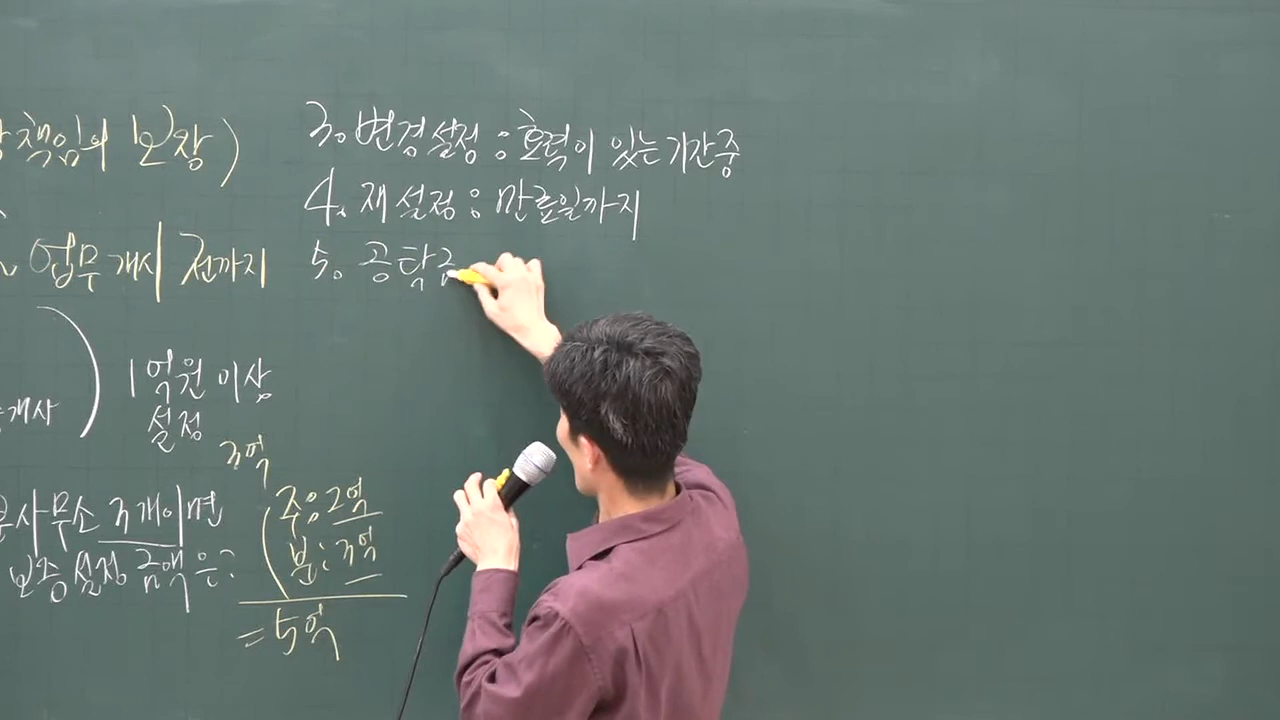 책임의 보장)
업무개시 전까지
1억원 이상
설정
개사
3억
사무소 3개이면
보증설정 금액은?
주: 2억
분: 3억
= 5억
3. 변경설정 : 효력이 있는 기간중
4. 재설정 : 만료일까지
5. 공탁